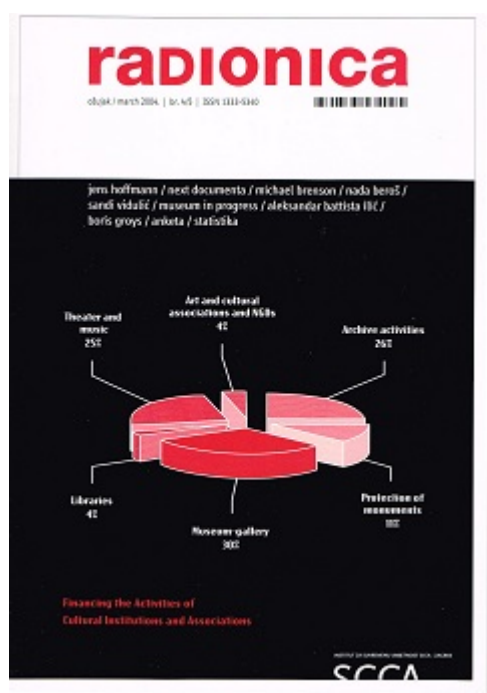 raDIonIca
ožujak / march 2004. | br. 4/5 | ISSN 1333-5340
jens hoffmann / next documenta / michael brenson / nada beroš /
sandi vidulić / museum in progress / aleksandar battista ilić /
boris groys / anketa / statistika
Art and cultural
associations and NGOs
4%
Theater and
music
25%
Archive activities
26%
Libraries
4%
Protection of
monuments
Museum-gallery
30%
Financing the Activities of
Cultural Institutions and Associations
SCCA